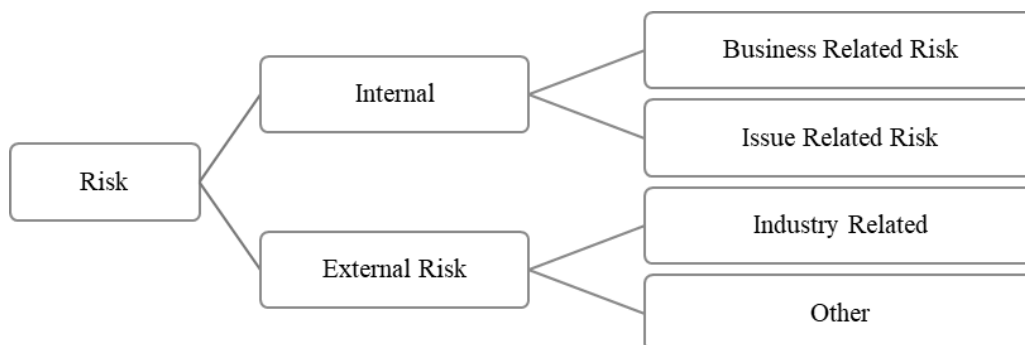 Business Related Risk
Internal
Issue Related Risk
Risk
Industry Related
External Risk
Other